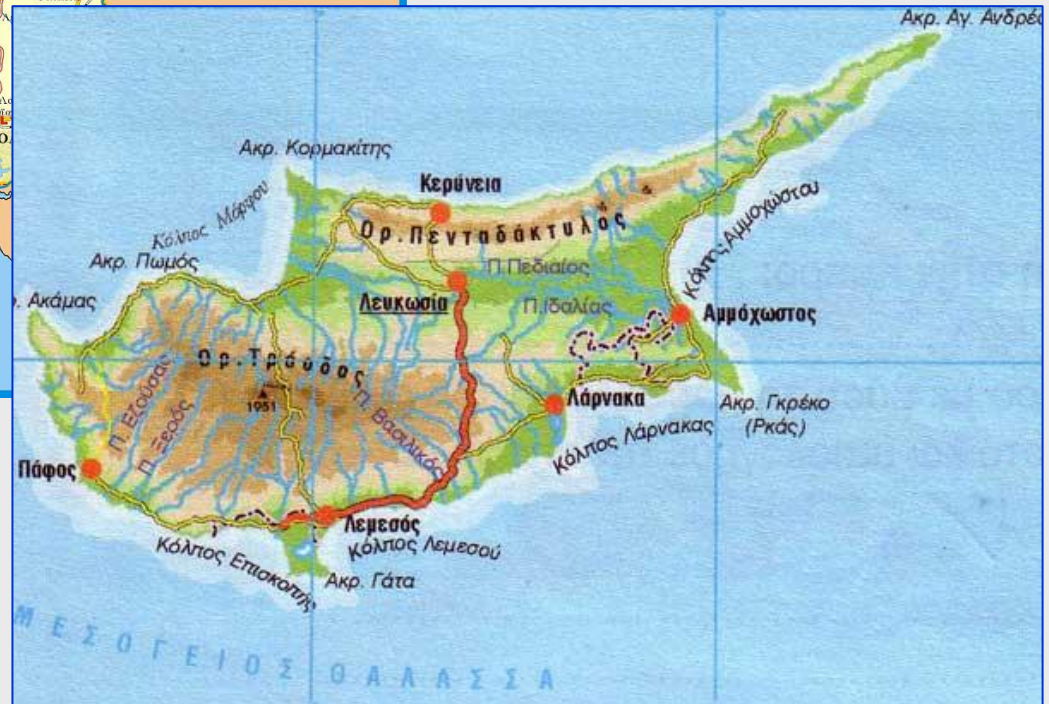 Ακρ. Αγ. Ανδρέα
Ακρ. Κορμακίτης
Κερύνεια
Κόλπος Μόρφου
Ορ. Πενταδάκτυλος
Κόλπος Αμμοχώστου
Ακρ. Πωμός
Π. Πεδιαίος
. Ακάμας
Λευκωσία
Π. Ιδαλίας
Αμμόχωστος
Ορ. Τρόυδος
1951
Π. Εζούσας
Π. Ξερός
Π. Βασιλικός
Λάρνακα
Ακρ. Γκρέκο
(Ρκάς)
Κόλπος Λάρνακας
Πάφος
Λεμεσός
Κόλπος Λεμεσού
Κόλπος Επισκοπής
Ακρ. Γάτα
ΜΕΣΟΓΕΙΟΣ ΘΑΛΑΣΣΑ